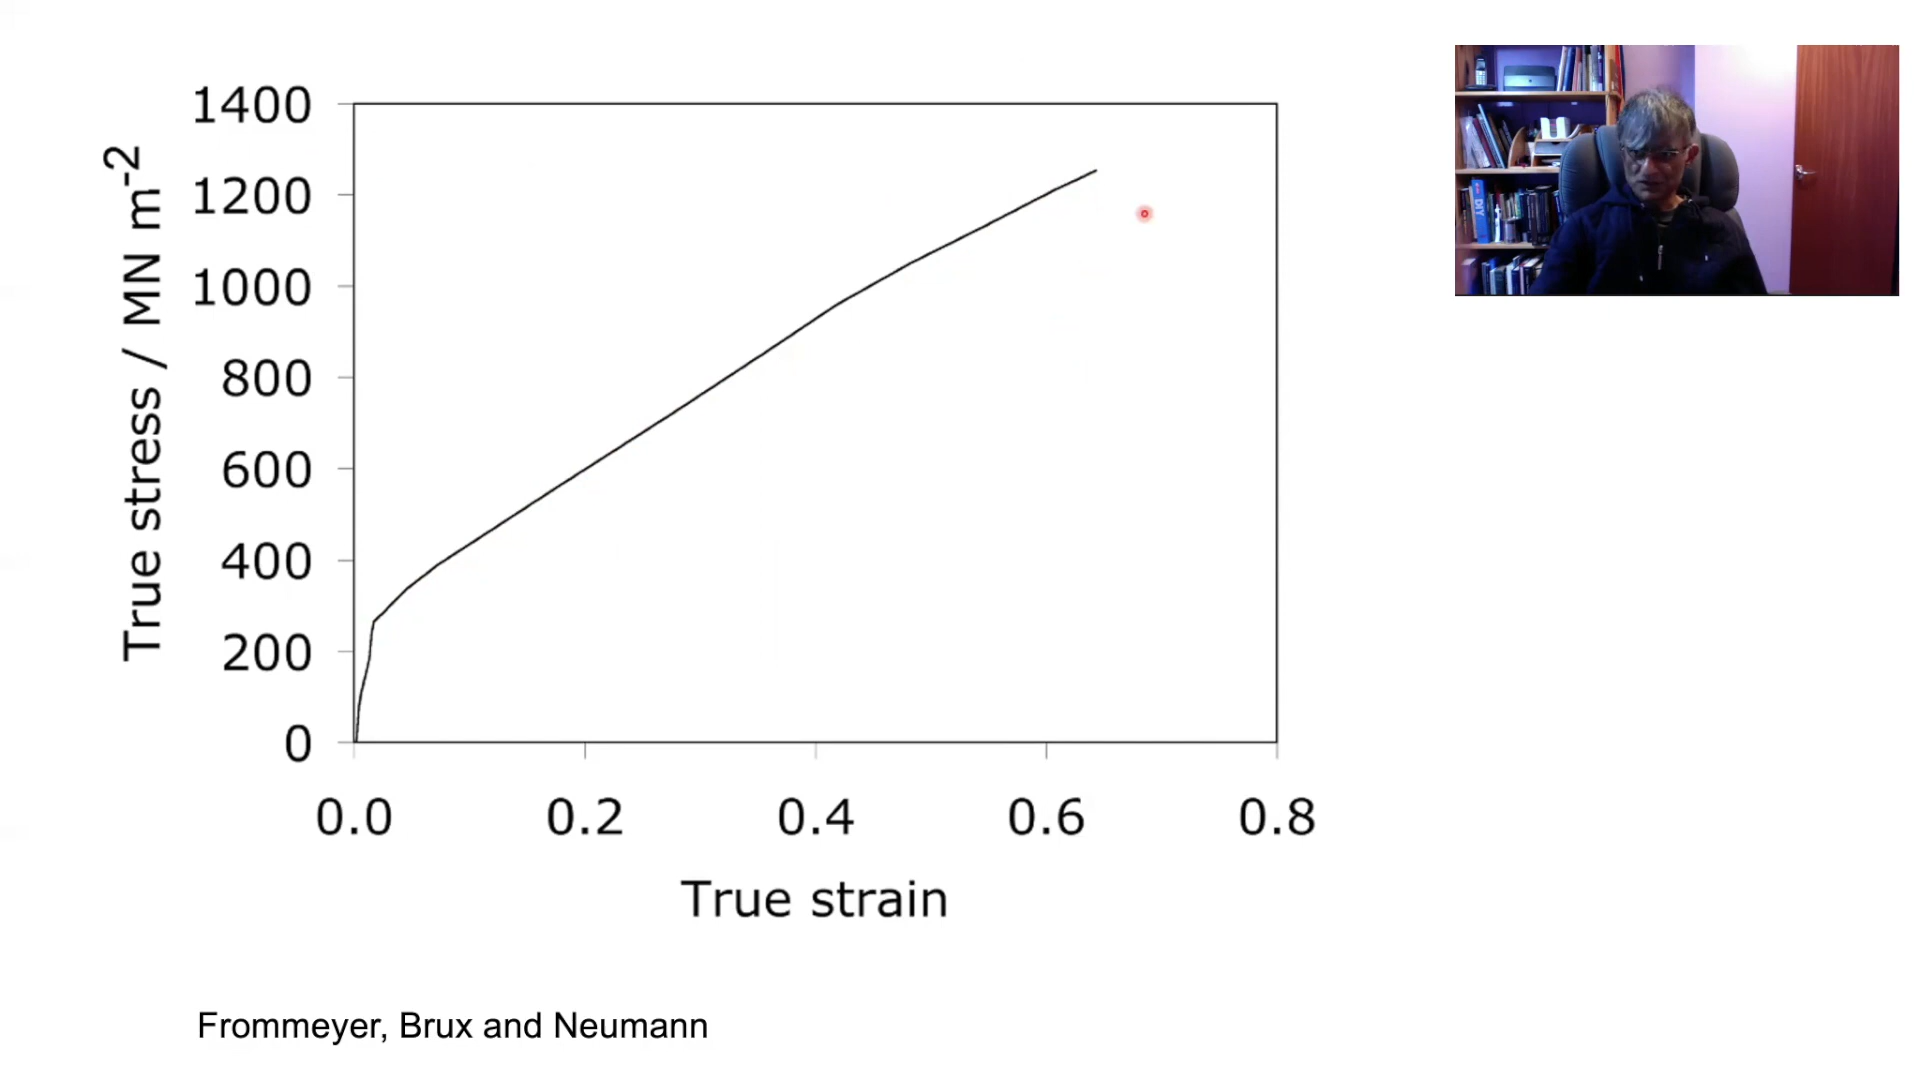 1400
1200
1000
800
600
400
200
0
True stress / MN m-2
0.0 0.2 0.4 0.6 0.8
True strain
Frommeyer, Brux and Neumann
DIY